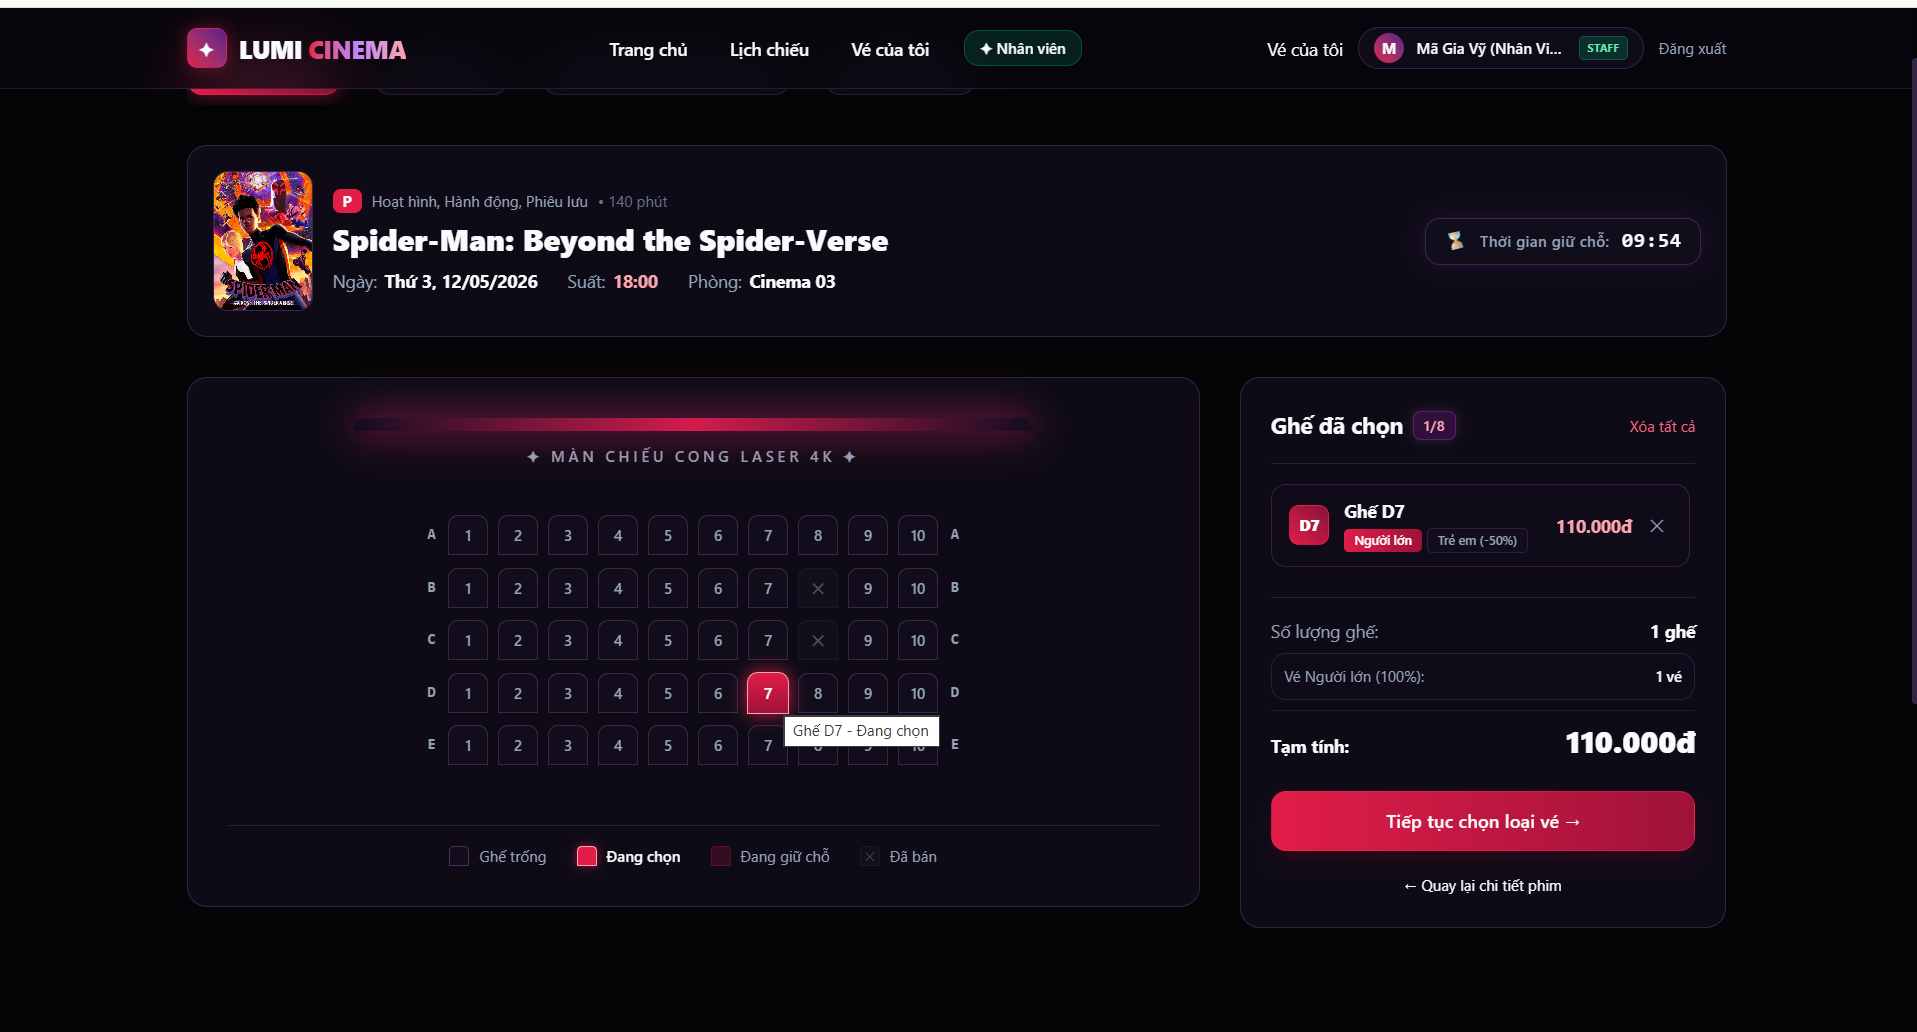 LUMI CINEMA
Trang chủ
Lịch chiếu
Vé của tôi
✦ Nhân viên
Vé của tôi
M
Mã Gia Vỹ (Nhân Vi...
STAFF
Đăng xuất
P
Hoạt hình, Hành động, Phiêu lưu • 140 phút
Spider-Man: Beyond the Spider-Verse
Ngày: Thứ 3, 12/05/2026 Suất: 18:00 Phòng: Cinema 03
SPIDER-MAN
Thời gian giữ chỗ: 09:54
✦ MÀN CHIẾU CONG LASER 4K ✦
A 1 2 3 4 5 6 7 8 9 10 A
B 1 2 3 4 5 6 7 × 9 10 B
C 1 2 3 4 5 6 7 × 9 10 C
D 1 2 3 4 5 6 7 8 9 10 D
Ghế D7 - Đang chọn
E 1 2 3 4 5 6 7 8 9 10 E
Ghế trống
Đang chọn
Đang giữ chỗ
Đã bán
Ghế đã chọn 1/8
Xóa tất cả
D7
Ghế D7
Người lớn
Trẻ em (-50%)
110.000đ ×
Số lượng ghế: 1 ghế
Vé Người lớn (100%): 1 vé
Tạm tính: 110.000đ
Tiếp tục chọn loại vé →
← Quay lại chi tiết phim